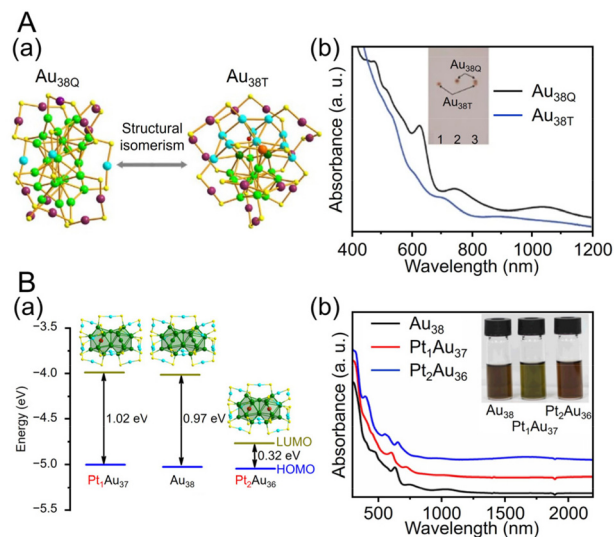 A
(a)
Au38Q
Au38T
Structural
isomerism
(b)
Absorbance (a. u.)
Au38Q
Au38T
1 2 3
Au38Q
Au38T
400 600 800 1000 1200
Wavelength (nm)
B
(a)
Energy (eV)
−3.5
−4.0
−4.5
−5.0
−5.5
1.02 eV
0.97 eV
0.32 eV
LUMO
HOMO
Pt1Au37
Au38
Pt2Au36
(b)
Absorbance (a. u.)
Au38
Pt1Au37
Pt2Au36
Au38
Pt1Au37
Pt2Au36
500 1000 1500 2000
Wavelength (nm)